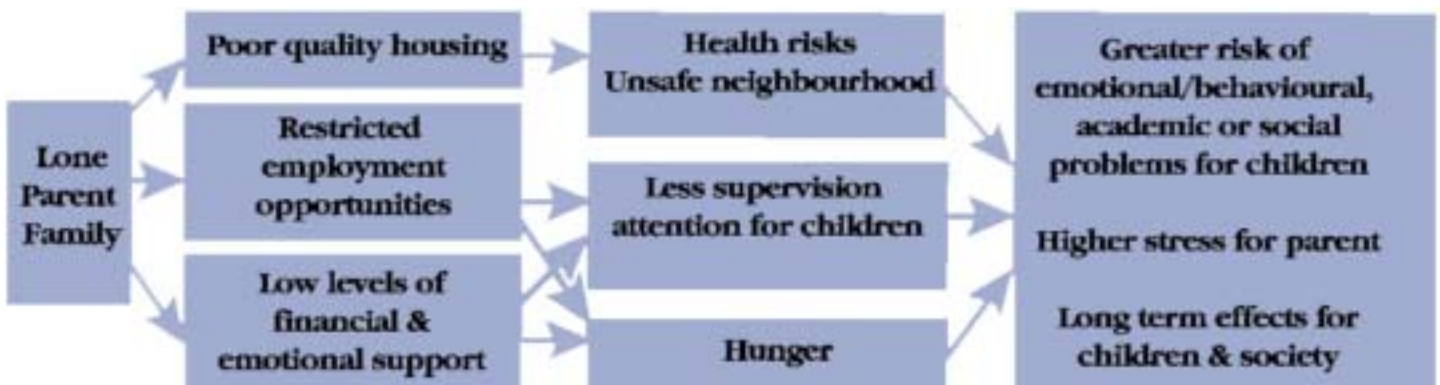 Lone
Parent
Family
Poor quality housing
Restricted
employment
opportunities
Low levels of
financial &
emotional support
Health risks
Unsafe neighbourhood
Less supervision
attention for children
Hunger
Greater risk of
emotional/behavioural,
academic or social
problems for children
Higher stress for parent
Long term effects for
children & society